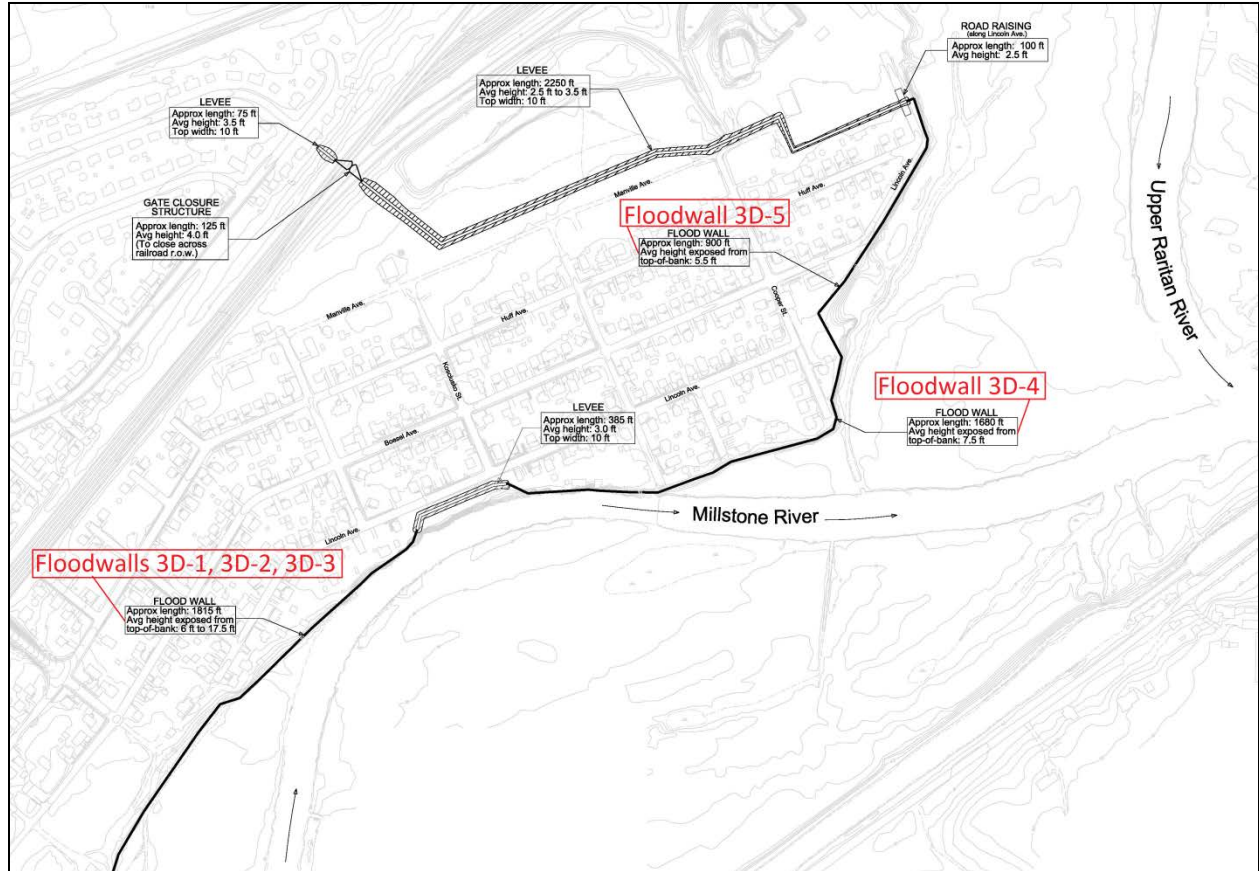 ROAD RAISING
(along Lincoln Ave.)
Approx length: 100 ft
Avg height: 2.5 ft
LEVEE
Approx length: 2250 ft
Avg height: 2.5 ft to 3.5 ft
Top width: 10 ft
LEVEE
Approx length: 75 ft
Avg height: 3.5 ft
Top width: 10 ft
GATE CLOSURE
STRUCTURE
Approx length: 125 ft
Avg height: 4.0 ft
(To close across
railroad r.o.w.)
Manville Ave.
Huff Ave.
Lincoln Ave.
Upper Raritan River
Floodwall 3D-5
FLOOD WALL
Approx length: 900 ft
Avg height exposed from
top-of-bank: 5.5 ft
Manville Ave.
Huff Ave.
Cooper St.
Kosciusko St.
Lincoln Ave.
Floodwall 3D-4
FLOOD WALL
Approx length: 1680 ft
Avg height exposed from
top-of-bank: 7.5 ft
LEVEE
Approx length: 385 ft
Avg height: 3.0 ft
Top width: 10 ft
Boesel Ave.
Millstone River
Lincoln Ave.
Floodwalls 3D-1, 3D-2, 3D-3
FLOOD WALL
Approx length: 1815 ft
Avg height exposed from
top-of-bank: 6 ft to 17.5 ft